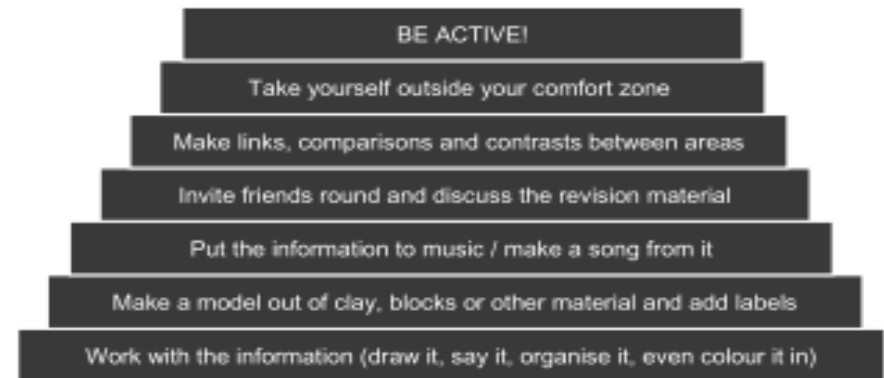 BE ACTIVE!
Take yourself outside your comfort zone
Make links, comparisons and contrasts between areas
Invite friends round and discuss the revision material
Put the information to music / make a song from it
Make a model out of clay, blocks or other material and add labels
Work with the information (draw it, say it, organise it, even colour it in)